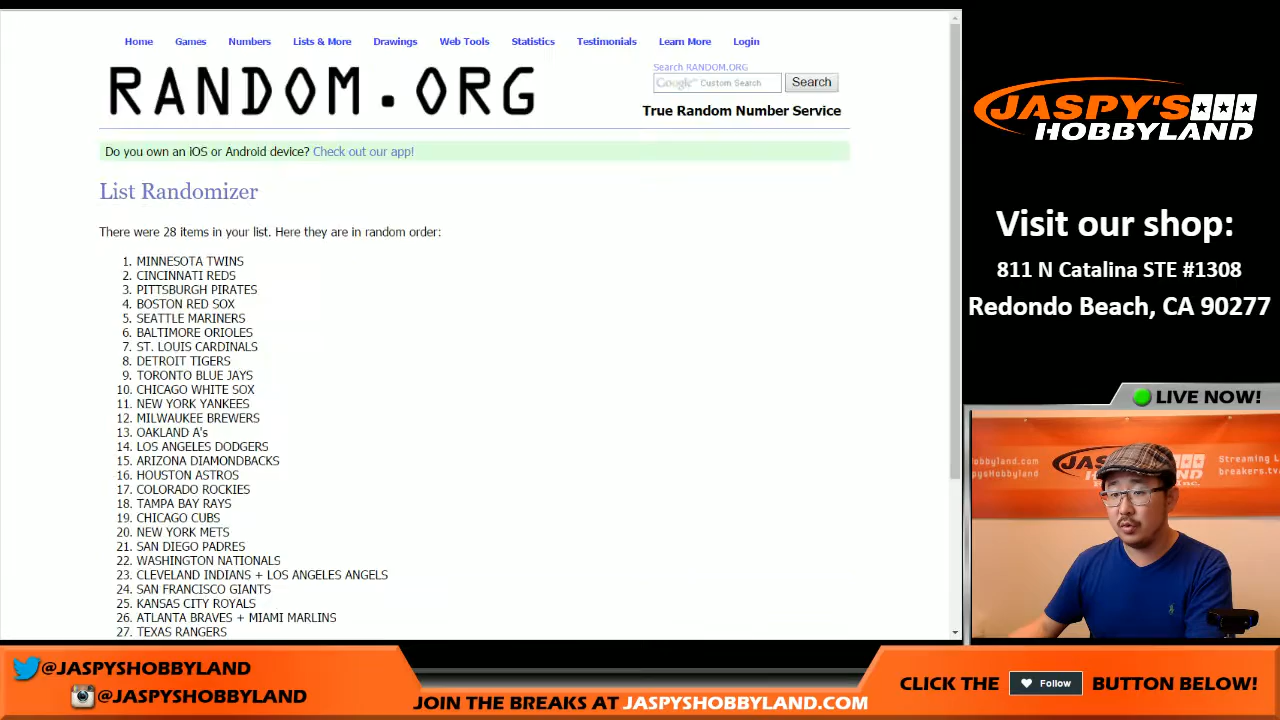 Home Games Numbers Lists & More Drawings Web Tools Statistics Testimonials Learn More Login
RANDOM.ORG
Search RANDOM.ORG
Google™ Custom Search Search
True Random Number Service
Do you own an iOS or Android device? Check out our app!
List Randomizer
There were 28 items in your list. Here they are in random order:
1. MINNESOTA TWINS
2. CINCINNATI REDS
3. PITTSBURGH PIRATES
4. BOSTON RED SOX
5. SEATTLE MARINERS
6. BALTIMORE ORIOLES
7. ST. LOUIS CARDINALS
8. DETROIT TIGERS
9. TORONTO BLUE JAYS
10. CHICAGO WHITE SOX
11. NEW YORK YANKEES
12. MILWAUKEE BREWERS
13. OAKLAND A's
14. LOS ANGELES DODGERS
15. ARIZONA DIAMONDBACKS
16. HOUSTON ASTROS
17. COLORADO ROCKIES
18. TAMPA BAY RAYS
19. CHICAGO CUBS
20. NEW YORK METS
21. SAN DIEGO PADRES
22. WASHINGTON NATIONALS
23. CLEVELAND INDIANS + LOS ANGELES ANGELS
24. SAN FRANCISCO GIANTS
25. KANSAS CITY ROYALS
26. ATLANTA BRAVES + MIAMI MARLINS
27. TEXAS RANGERS
JASPY'S
HOBBYLAND
Visit our shop:
811 N Catalina STE #1308
Redondo Beach, CA 90277
LIVE NOW!
Streaming L
breakers.tv
@JASPYSHOBBYLAND
@JASPYSHOBBYLAND
JOIN THE BREAKS AT JASPYSHOBBYLAND.COM
CLICK THE Follow BUTTON BELOW!